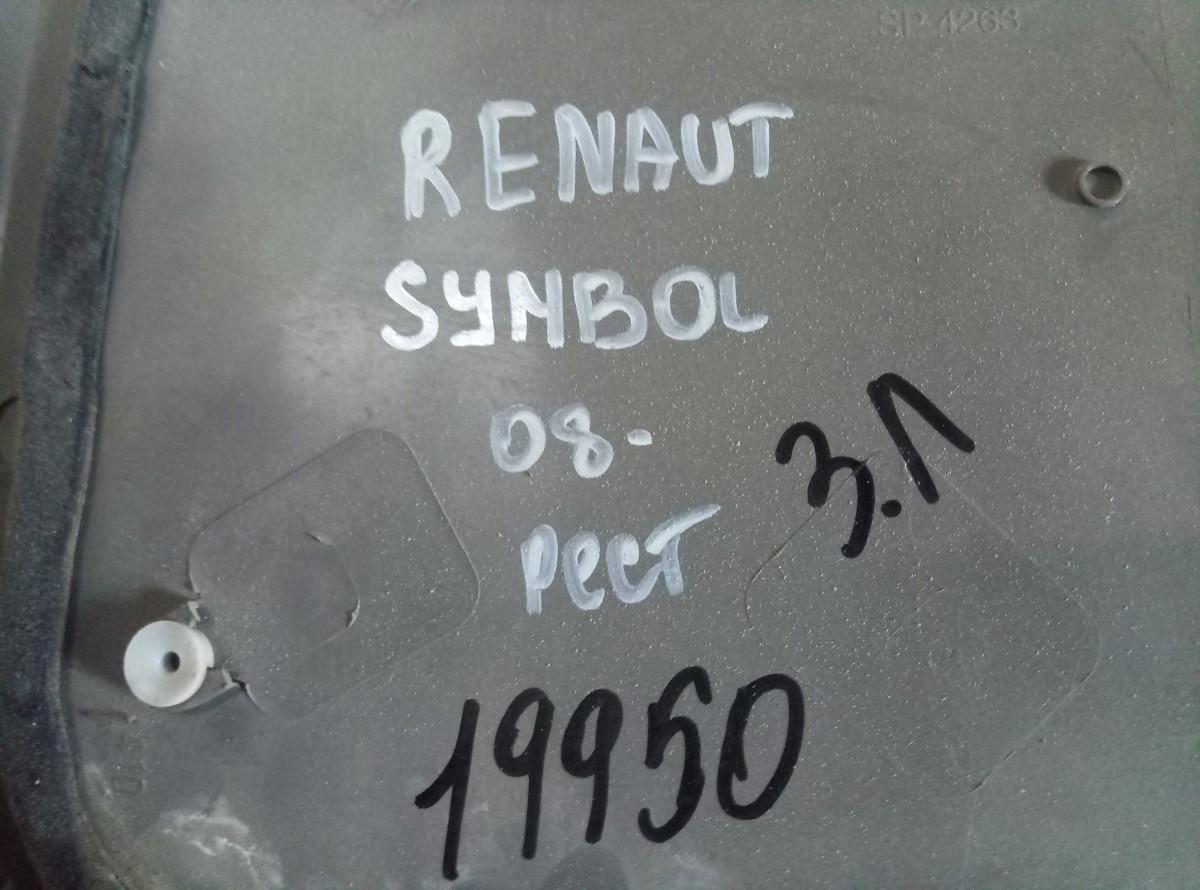 SP 4263
RENAUT
SYMBOL
08-
рест
З.Л
19950